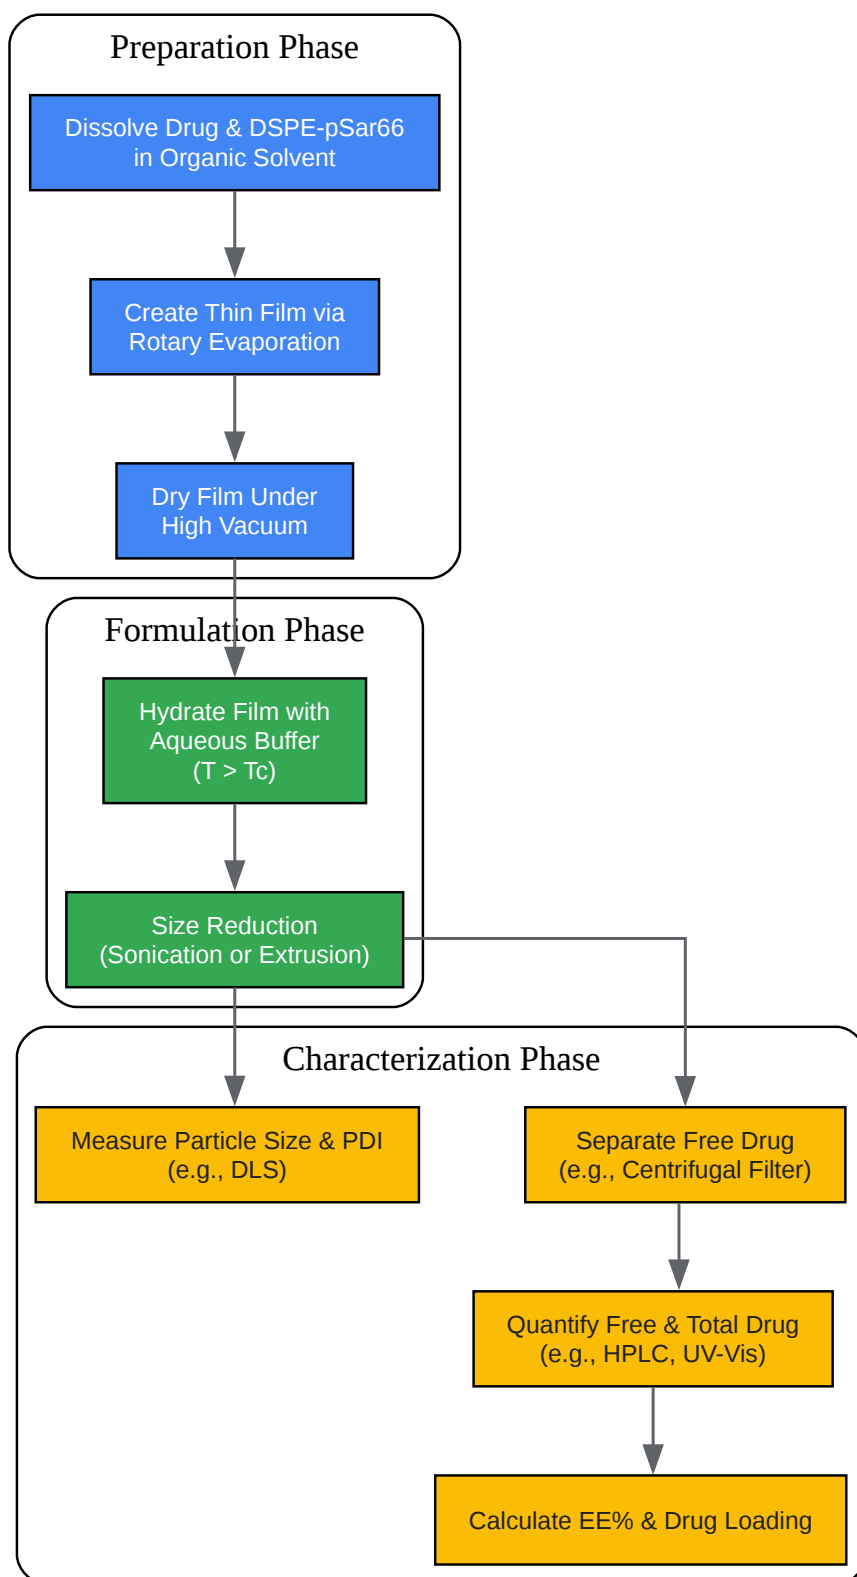 Preparation Phase
Dissolve Drug & DSPE-pSar66
in Organic Solvent
Create Thin Film via
Rotary Evaporation
Dry Film Under
High Vacuum
Formulation Phase
Hydrate Film with
Aqueous Buffer
(T > Tc)
Size Reduction
(Sonication or Extrusion)
Characterization Phase
Measure Particle Size & PDI
(e.g., DLS)
Separate Free Drug
(e.g., Centrifugal Filter)
Quantify Free & Total Drug
(e.g., HPLC, UV-Vis)
Calculate EE% & Drug Loading